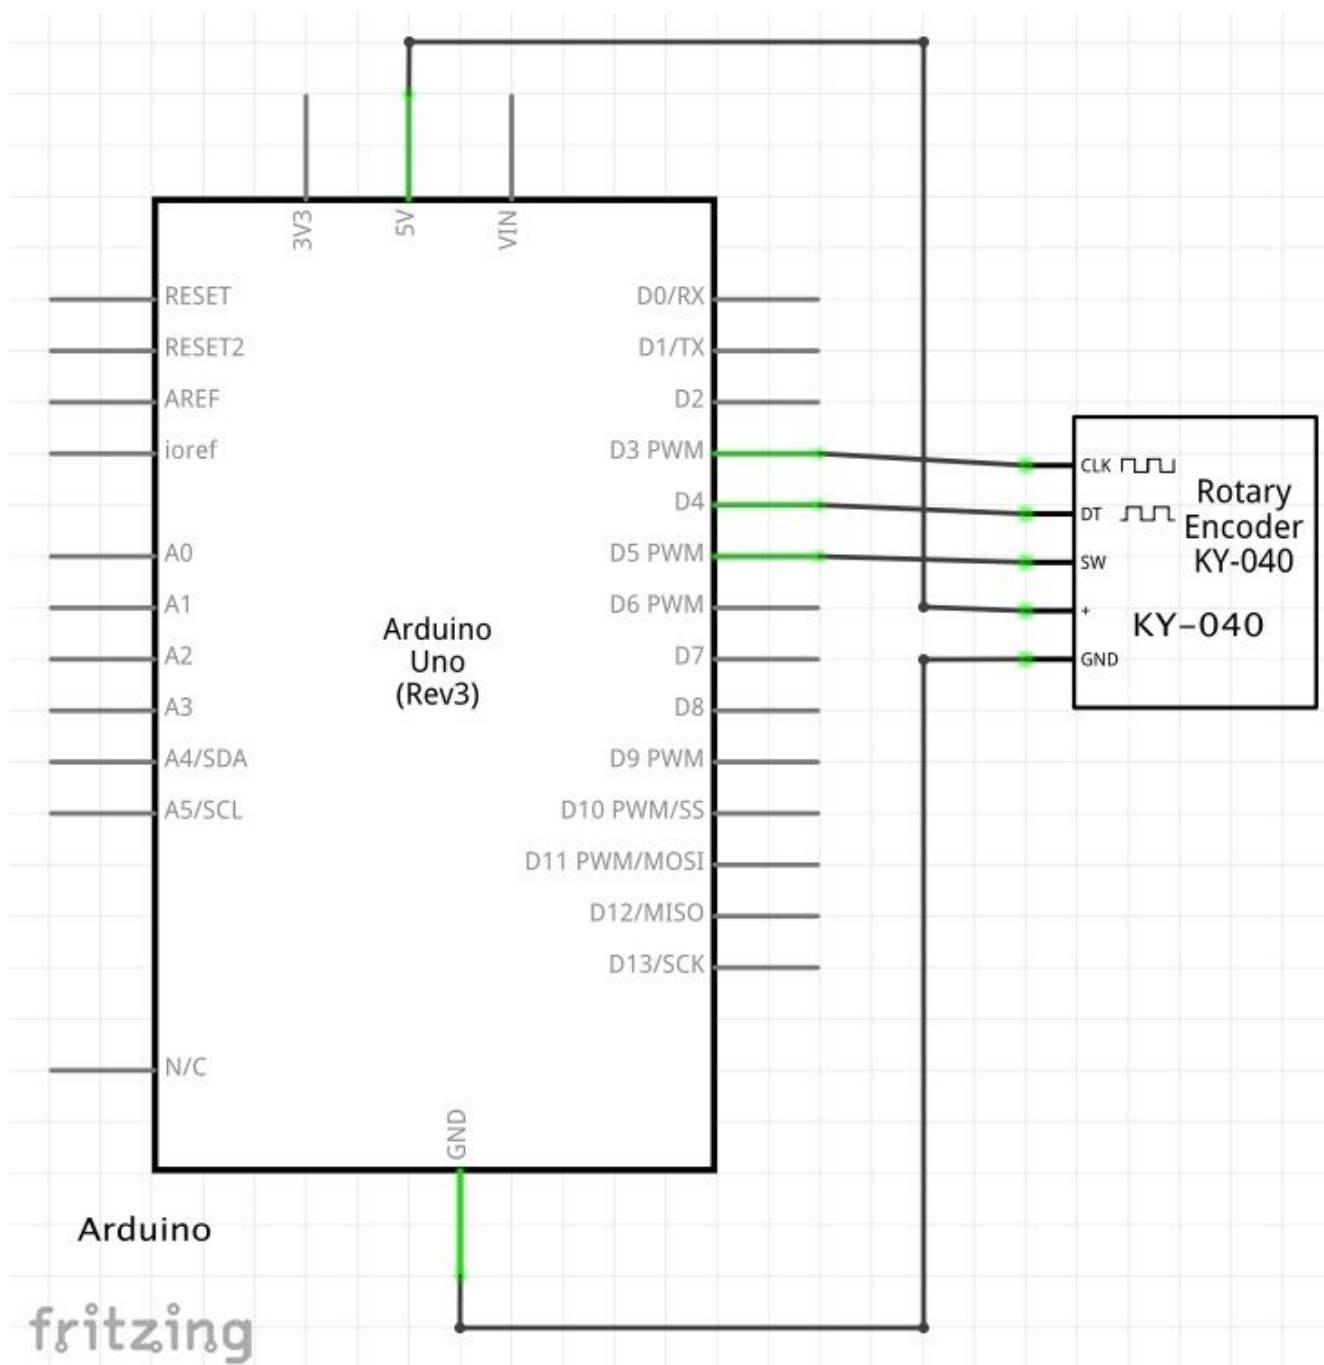 3V3
5V
VIN
RESET
D0/RX
RESET2
D1/TX
AREF
D2
ioref
D3 PWM
D4
A0
D5 PWM
A1
D6 PWM
A2
D7
A3
D8
A4/SDA
D9 PWM
A5/SCL
D10 PWM/SS
D11 PWM/MOSI
D12/MISO
D13/SCK
N/C
GND
Arduino
Uno
(Rev3)
CLK
DT
SW
+
GND
Rotary
Encoder
KY-040
KY-040
Arduino
fritzing